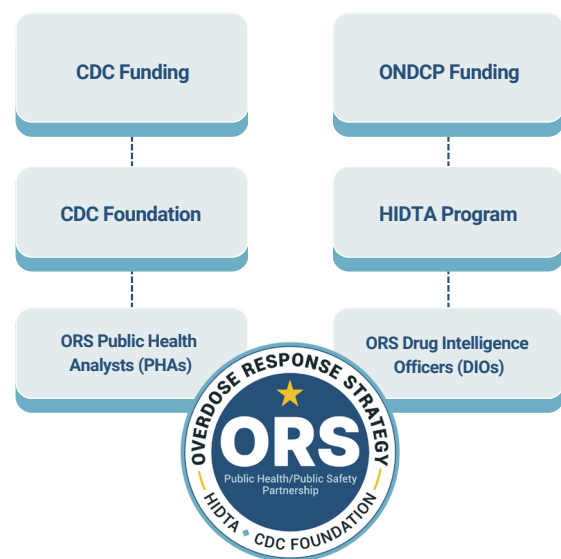 CDC Funding
ONDCP Funding
CDC Foundation
HIDTA Program
ORS Public Health
Analysts (PHAs)
ORS Drug Intelligence
Officers (DIOs)
OVERDOSE RESPONSE STRATEGY
ORS
Public Health/Public Safety
Partnership
HIDTA CDC FOUNDATION